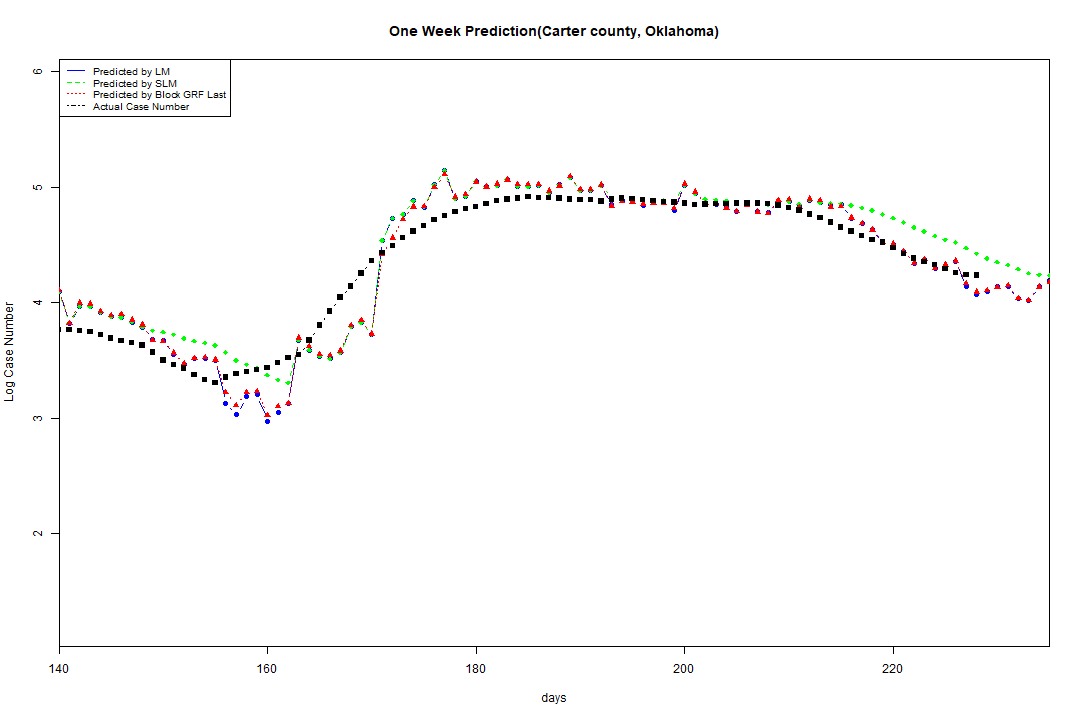 One Week Prediction(Carter county, Oklahoma)
Predicted by LM
Predicted by SLM
Predicted by Block GRF Last
Actual Case Number
6
5
4
3
2
Log Case Number
140 160 180 200 220
days